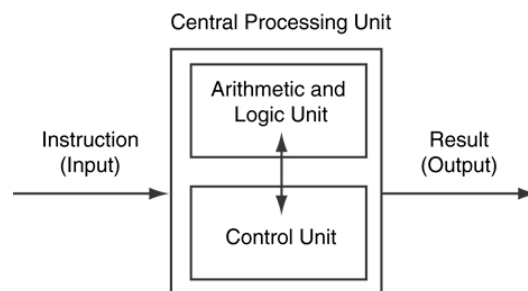 Central Processing Unit
Arithmetic and
Logic Unit
Instruction
(Input)
Result
(Output)
Control Unit